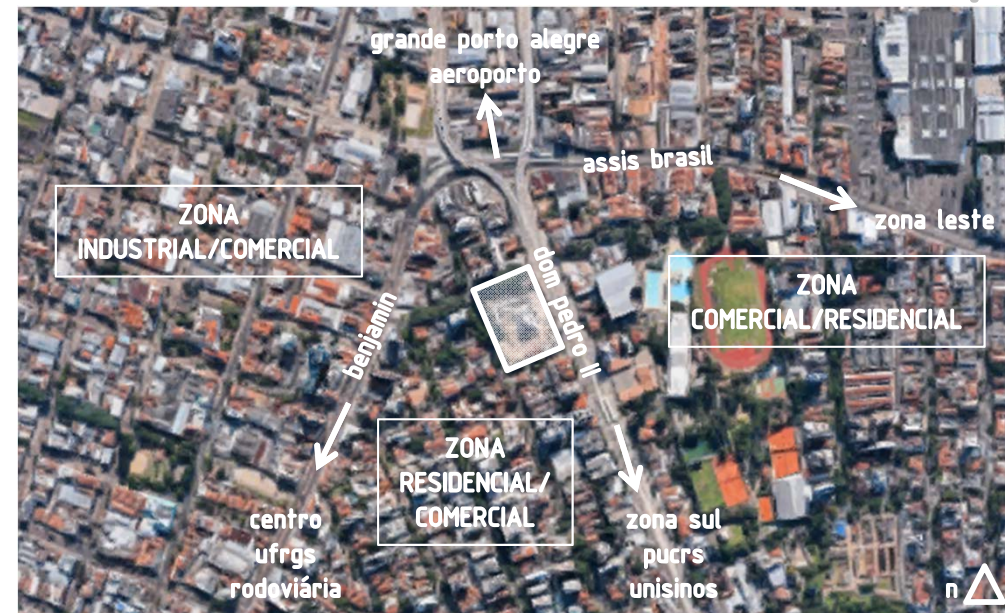 grande porto alegre
aeroporto
assis brasil
zona leste
ZONA
INDUSTRIAL/COMERCIAL
dom pedro II
ZONA
COMERCIAL/RESIDENCIAL
benjamin
ZONA
RESIDENCIAL/
COMERCIAL
centro
ufrgs
rodoviária
zona sul
pucrs
unisinos
n